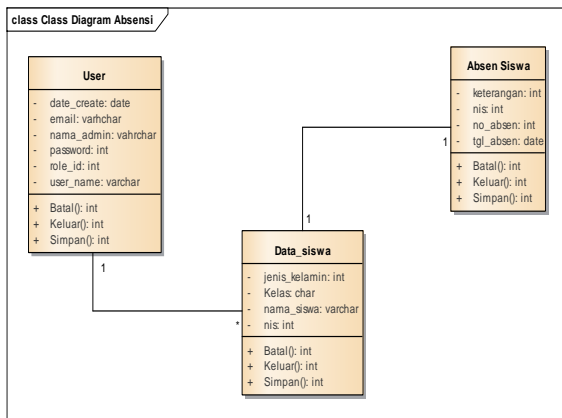 class Class Diagram Absensi
User
- date_create: date
- email: varhchar
- nama_admin: vahrchar
- password: int
- role_id: int
- user_name: varchar
+ Batal(): int
+ Keluar(): int
+ Simpan(): int
Absen Siswa
- keterangan: int
- nis: int
- no_absen: int
- tgl_absen: date
+ Batal(): int
+ Keluar(): int
+ Simpan(): int
1
1
1
*
Data_siswa
- jenis_kelamin: int
- Kelas: char
- nama_siswa: varchar
- nis: int
+ Batal(): int
+ Keluar(): int
+ Simpan(): int